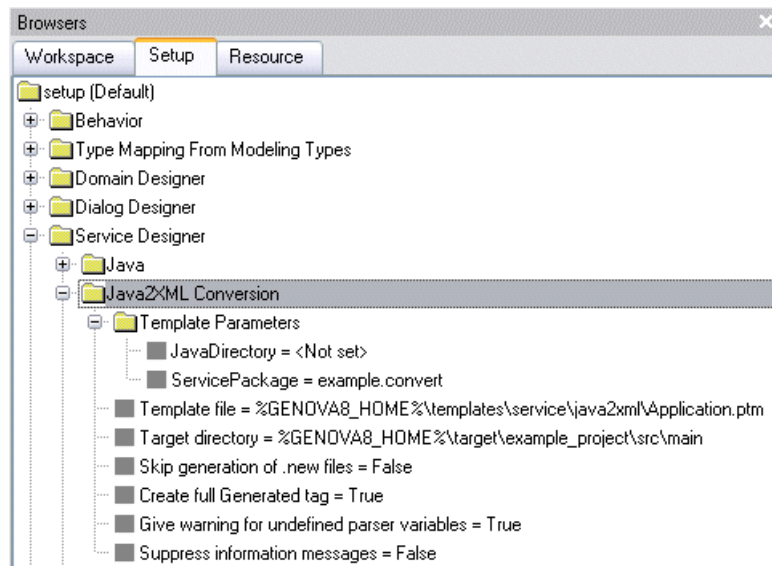 Browsers
Workspace Setup Resource
setup (Default)
Behavior
Type Mapping From Modeling Types
Domain Designer
Dialog Designer
Service Designer
Java
Java2XML Conversion
Template Parameters
JavaDirectory = <Not set>
ServicePackage = example.convert
Template file = %GENOVA8_HOME%\templates\service\java2xml\Application.ptm
Target directory = %GENOVA8_HOME%\target\example_project\src\main
Skip generation of .new files = False
Create full Generated tag = True
Give warning for undefined parser variables = True
Suppress information messages = False